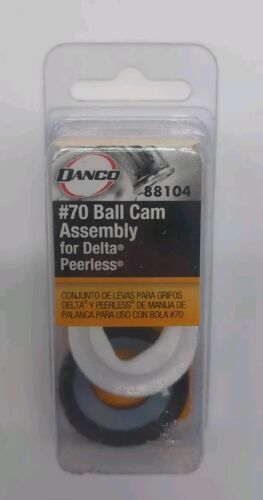 DANCO
88104
#70 Ball Cam
Assembly
for Delta®
Peerless®
CONJUNTO DE LEVAS PARA GRIFOS
DELTA® Y PEERLESS® DE MANIJA DE
PALANCA PARA USO CON BOLA #70